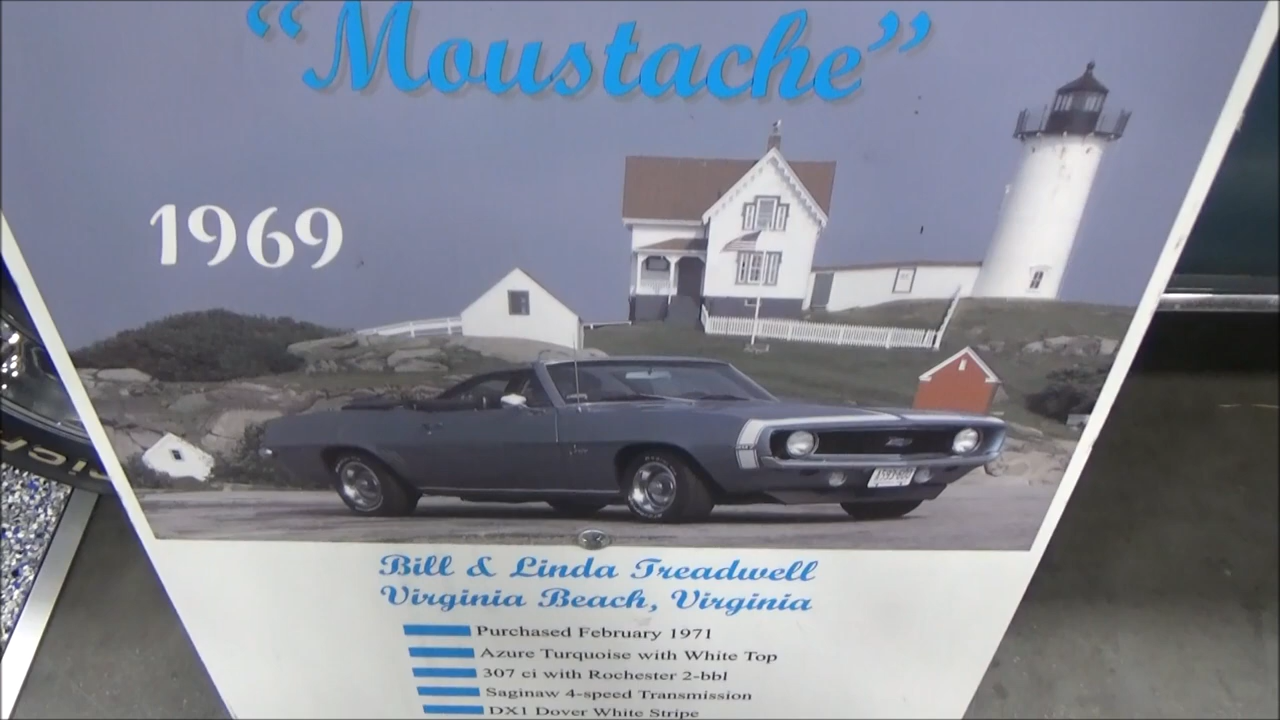 “Moustache”
1969
Bill & Linda Treadwell
Virginia Beach, Virginia
Purchased February 1971
Azure Turquoise with White Top
307 ci with Rochester 2-bbl
Saginaw 4-speed Transmission
DX1 Dover White Stripe